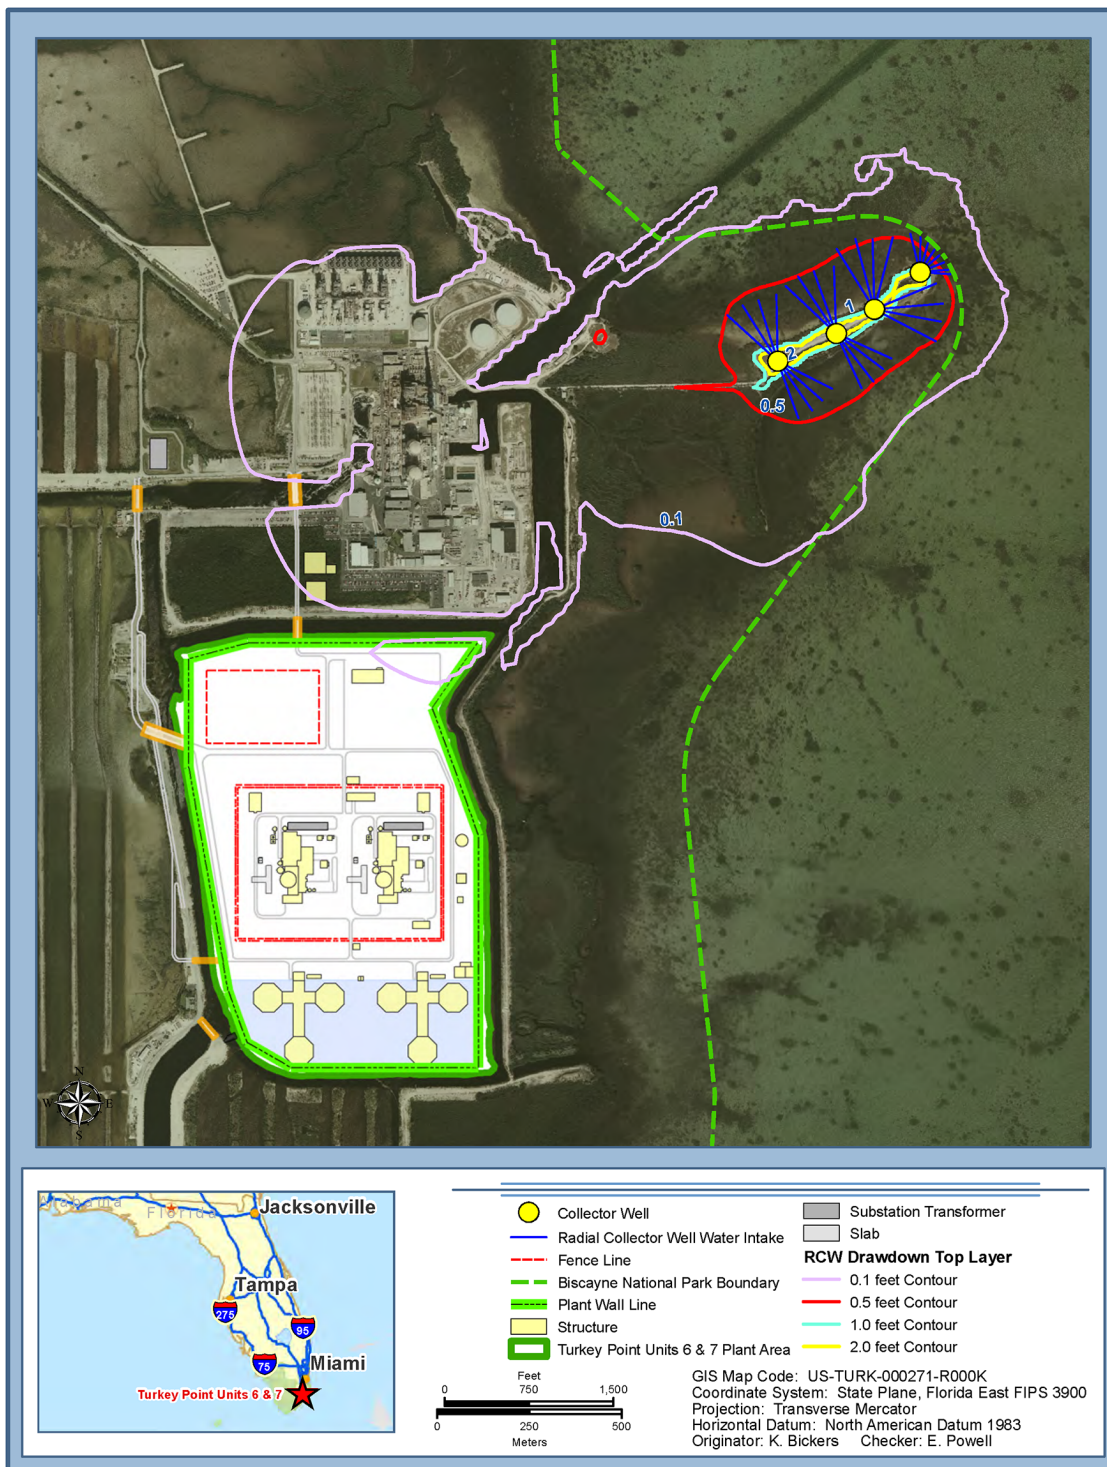 1
2
0.5
0.1
N
W E
S
Alabama
Florida
Jacksonville
Tampa
275
95
75
Miami
Turkey Point Units 6 & 7
Collector Well
Radial Collector Well Water Intake
Fence Line
Biscayne National Park Boundary
Plant Wall Line
Structure
Turkey Point Units 6 & 7 Plant Area
Substation Transformer
Slab
RCW Drawdown Top Layer
0.1 feet Contour
0.5 feet Contour
1.0 feet Contour
2.0 feet Contour
Feet
0 750 1,500
0 250 500
Meters
GIS Map Code: US-TURK-000271-R000K
Coordinate System: State Plane, Florida East FIPS 3900
Projection: Transverse Mercator
Horizontal Datum: North American Datum 1983
Originator: K. Bickers Checker: E. Powell